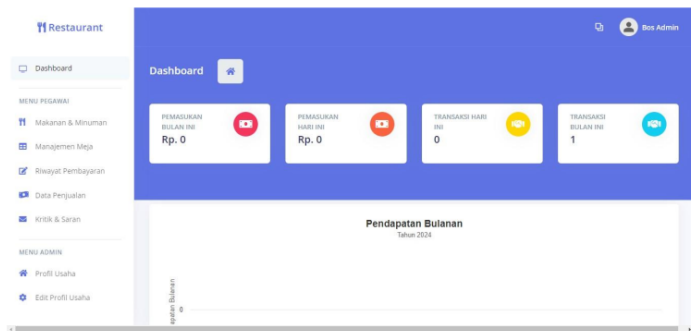 Restaurant
Bos Admin
Dashboard
Dashboard
MENU PEGAWAI
Makanan & Minuman
Manajemen Meja
Riwayat Pembayaran
Data Penjualan
Kritik & Saran
MENU ADMIN
Profil Usaha
Edit Profil Usaha
PEMASUKAN
BULAN INI
Rp. 0
PEMASUKAN
HARI INI
Rp. 0
TRANSAKSI HARI
INI
0
TRANSAKSI
BULAN INI
1
Pendapatan Bulanan
Tahun 2024
apatan Bulanan
0